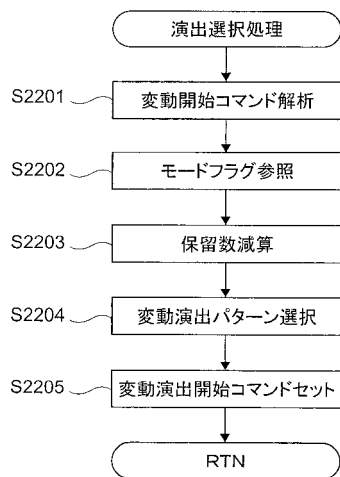 演出選択処理
S2201
変動開始コマンド解析
S2202
モードフラグ参照
S2203
保留数減算
S2204
変動演出パターン選択
S2205
変動演出開始コマンドセット
RTN